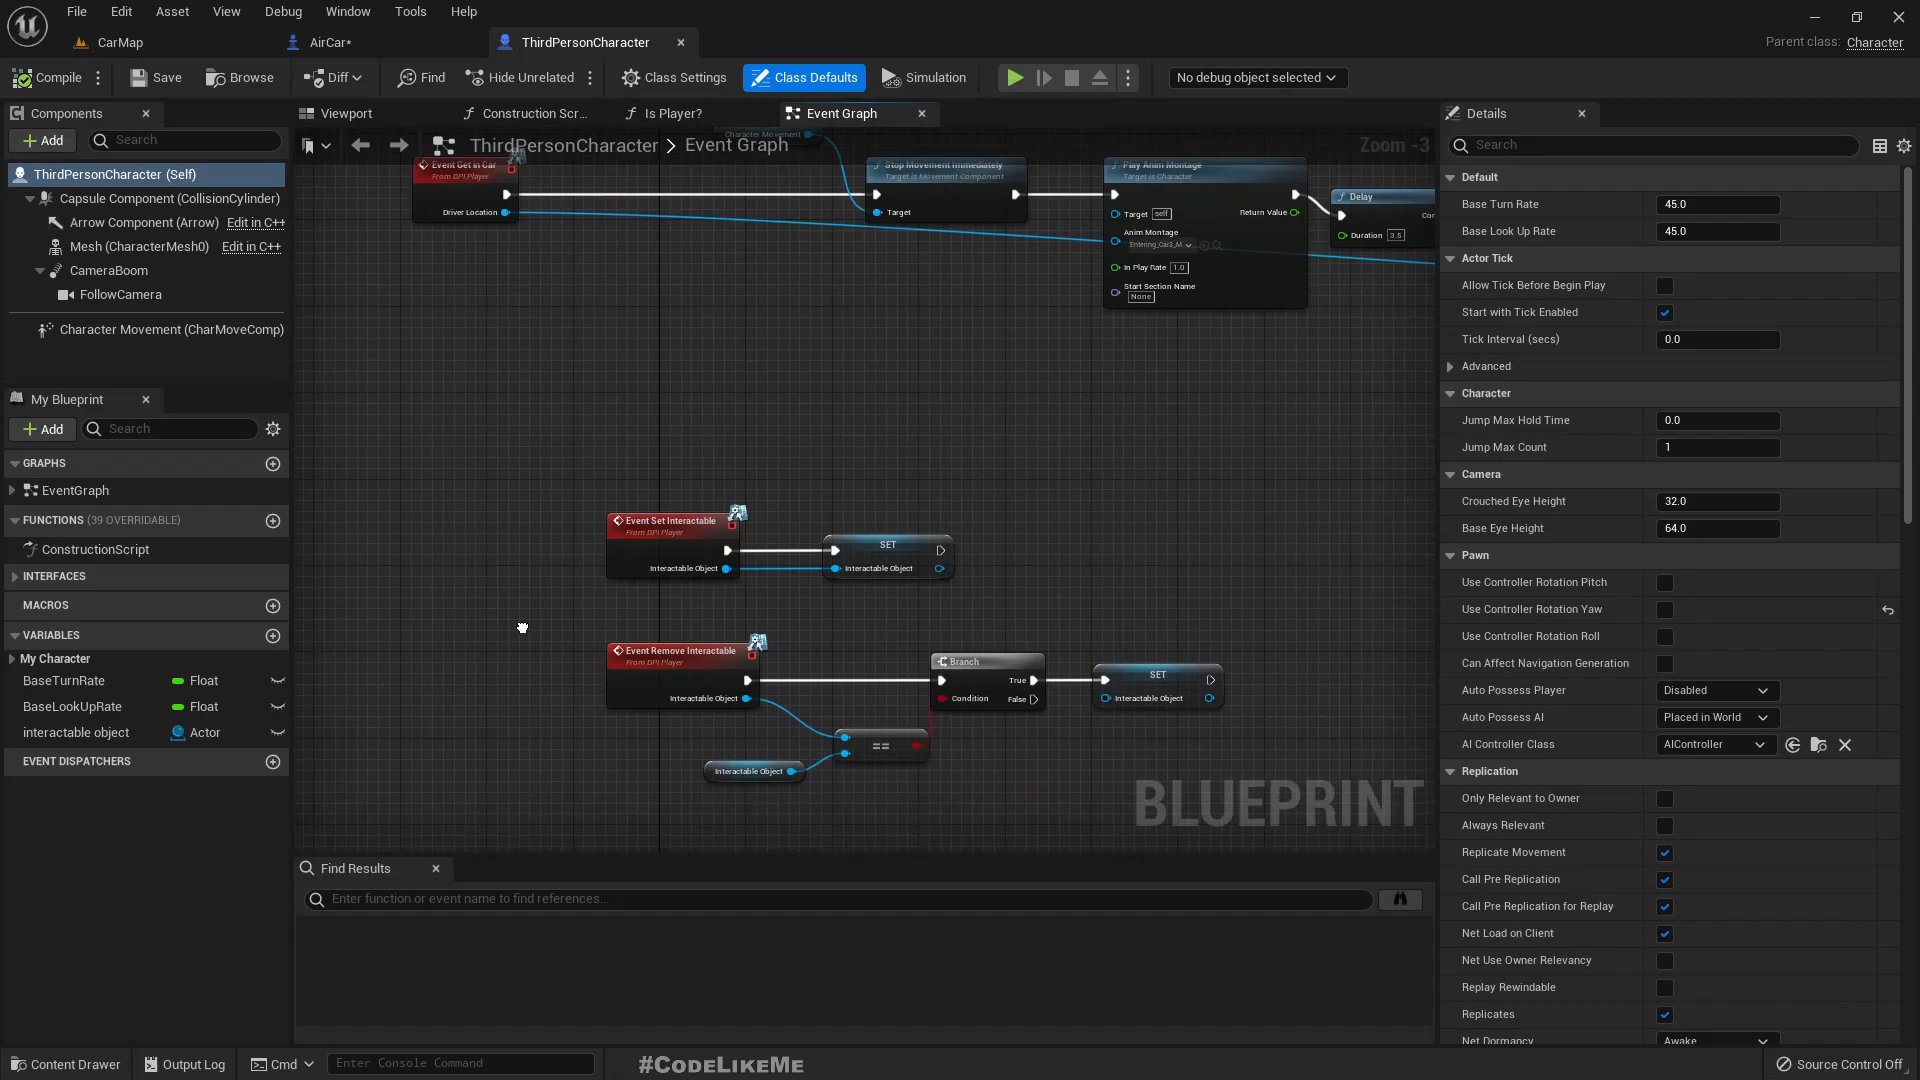 File Edit Asset View Debug Window Tools Help
CarMap
AirCar*
ThirdPersonCharacter
Parent class: Character
Compile
Save
Browse
Diff
Find
Hide Unrelated
Class Settings
Class Defaults
Simulation
No debug object selected
Components
Add
Search
ThirdPersonCharacter (Self)
Capsule Component (CollisionCylinder)
Arrow Component (Arrow) Edit in C++
Mesh (CharacterMesh0) Edit in C++
CameraBoom
FollowCamera
Character Movement (CharMoveComp)
My Blueprint
Add
Search
GRAPHS
EventGraph
FUNCTIONS (39 OVERRIDABLE)
ConstructionScript
INTERFACES
MACROS
VARIABLES
My Character
BaseTurnRate Float
BaseLookUpRate Float
interactable object Actor
EVENT DISPATCHERS
Viewport
Construction Scr...
Is Player?
Event Graph
ThirdPersonCharacter > Event Graph
Zoom -3
Character Movement
Event Get in Car
From DPI Player
Driver Location
Stop Movement Immediately
Target is Movement Component
Target
Play Anim Montage
Target is Character
Target self
Return Value
Anim Montage
Entering_Car3_M
In Play Rate 1.0
Start Section Name
None
Delay
Duration 3.5
Event Set Interactable
From DPI Player
Interactable Object
SET
Interactable Object
Event Remove Interactable
From DPI Player
Interactable Object
Branch
True
Condition False
SET
Interactable Object
==
Interactable Object
BLUEPRINT
Find Results
Enter function or event name to find references...
Details
Search
Default
Base Turn Rate 45.0
Base Look Up Rate 45.0
Actor Tick
Allow Tick Before Begin Play
Start with Tick Enabled
Tick Interval (secs) 0.0
Advanced
Character
Jump Max Hold Time 0.0
Jump Max Count 1
Camera
Crouched Eye Height 32.0
Base Eye Height 64.0
Pawn
Use Controller Rotation Pitch
Use Controller Rotation Yaw
Use Controller Rotation Roll
Can Affect Navigation Generation
Auto Possess Player Disabled
Auto Possess AI Placed in World
AI Controller Class AIController
Replication
Only Relevant to Owner
Always Relevant
Replicate Movement
Call Pre Replication
Call Pre Replication for Replay
Net Load on Client
Net Use Owner Relevancy
Replay Rewindable
Replicates
Net Dormancy Awake
Content Drawer
Output Log
Cmd
Enter Console Command
#CODELIKEME
Source Control Off